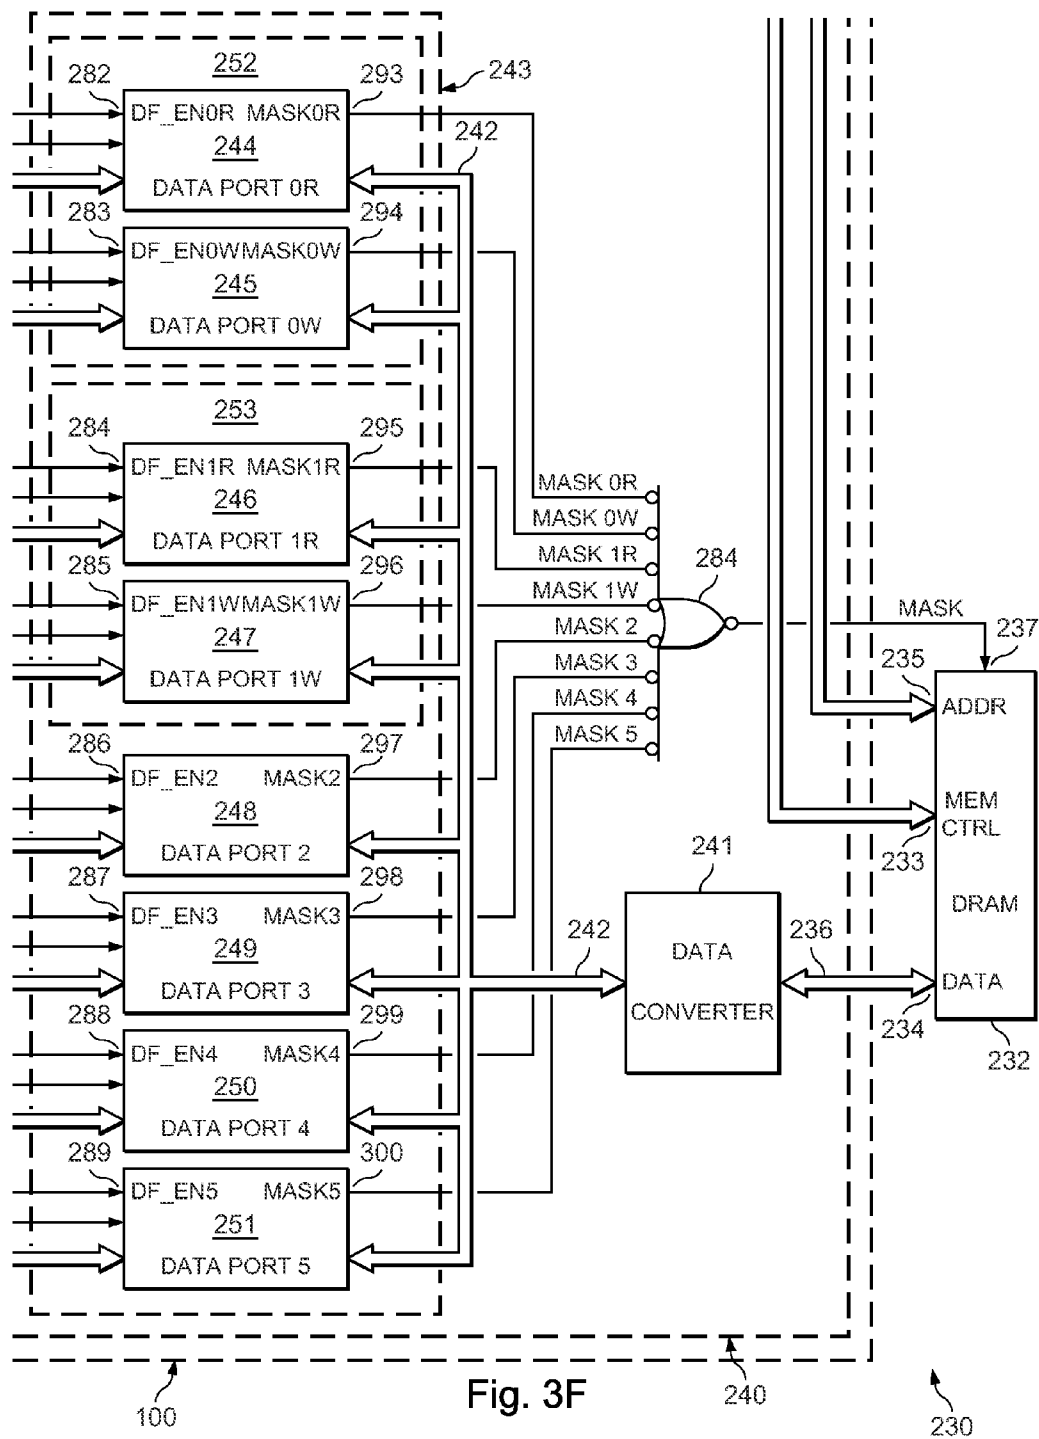 252
282
293
243
DF_EN0R MASK0R
244
DATA PORT 0R
242
283
294
DF_EN0WMASK0W
245
DATA PORT 0W
253
284
295
DF_EN1R MASK1R
246
DATA PORT 1R
285
296
DF_EN1WMASK1W
247
DATA PORT 1W
MASK 0R
MASK 0W
MASK 1R
MASK 1W
MASK 2
MASK 3
MASK 4
MASK 5
284
MASK
237
235
ADDR
MEM
CTRL
233
DRAM
DATA
234
232
286
297
DF_EN2 MASK2
248
DATA PORT 2
287
298
DF_EN3 MASK3
249
DATA PORT 3
242
241
DATA
CONVERTER
236
288
299
DF_EN4 MASK4
250
DATA PORT 4
289
300
DF_EN5 MASK5
251
DATA PORT 5
100
Fig. 3F
240
230